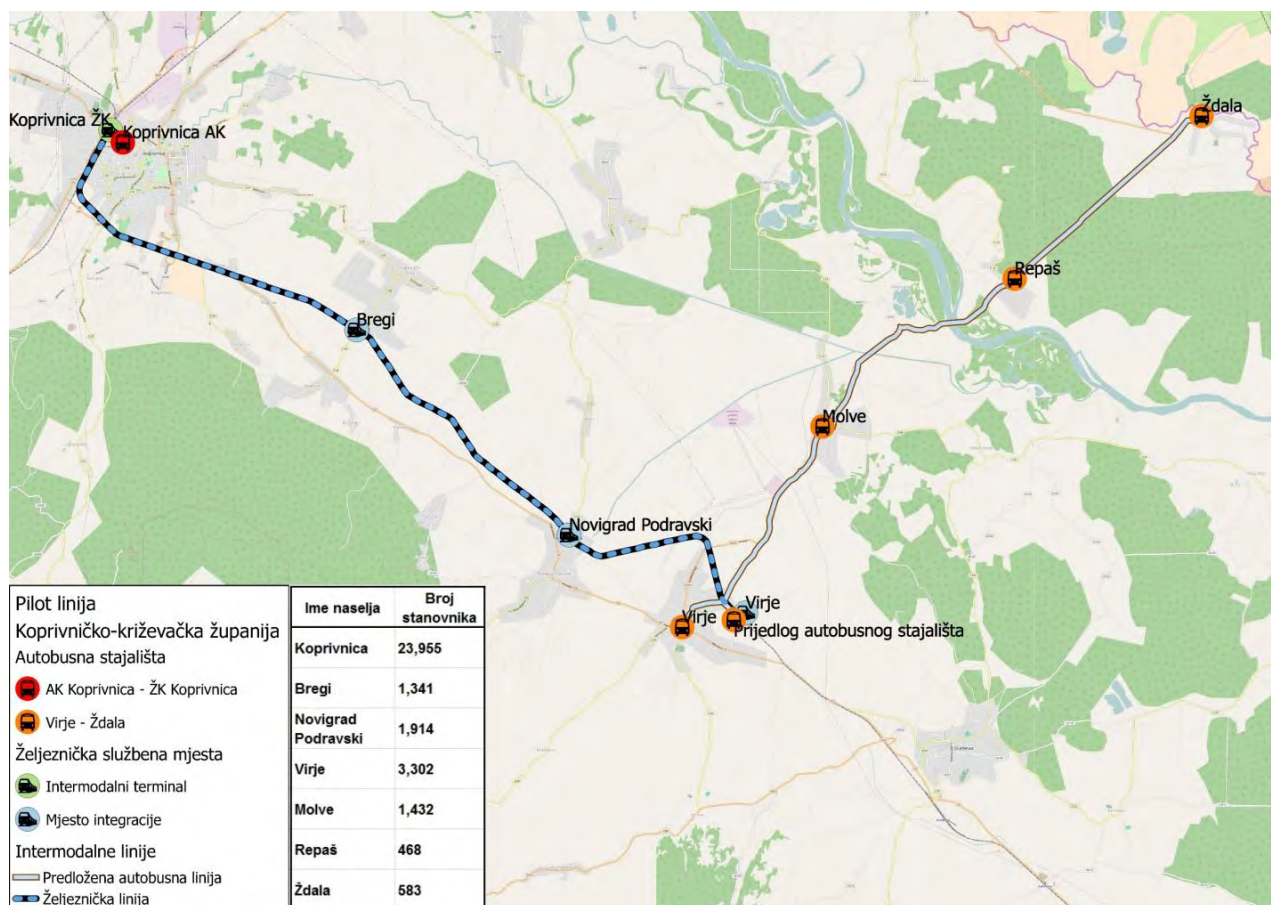 Koprivnica ŽK
Koprivnica AK
Ždala
Repaš
Bregi
Molve
Novigrad Podravski
Virje
Virje
Prijedlog autobusnog stajališta
Pilot linija
Koprivničko-križevačka županija
Autobusna stajališta
AK Koprivnica - ŽK Koprivnica
Virje - Ždala
Željeznička službena mjesta
Intermodalni terminal
Mjesto integracije
Intermodalne linije
Predložena autobusna linija
Željeznička linija
Ime naselja Broj
stanovnika
Koprivnica 23,955
Bregi 1,341
Novigrad
Podravski 1,914
Virje 3,302
Molve 1,432
Repaš 468
Ždala 583